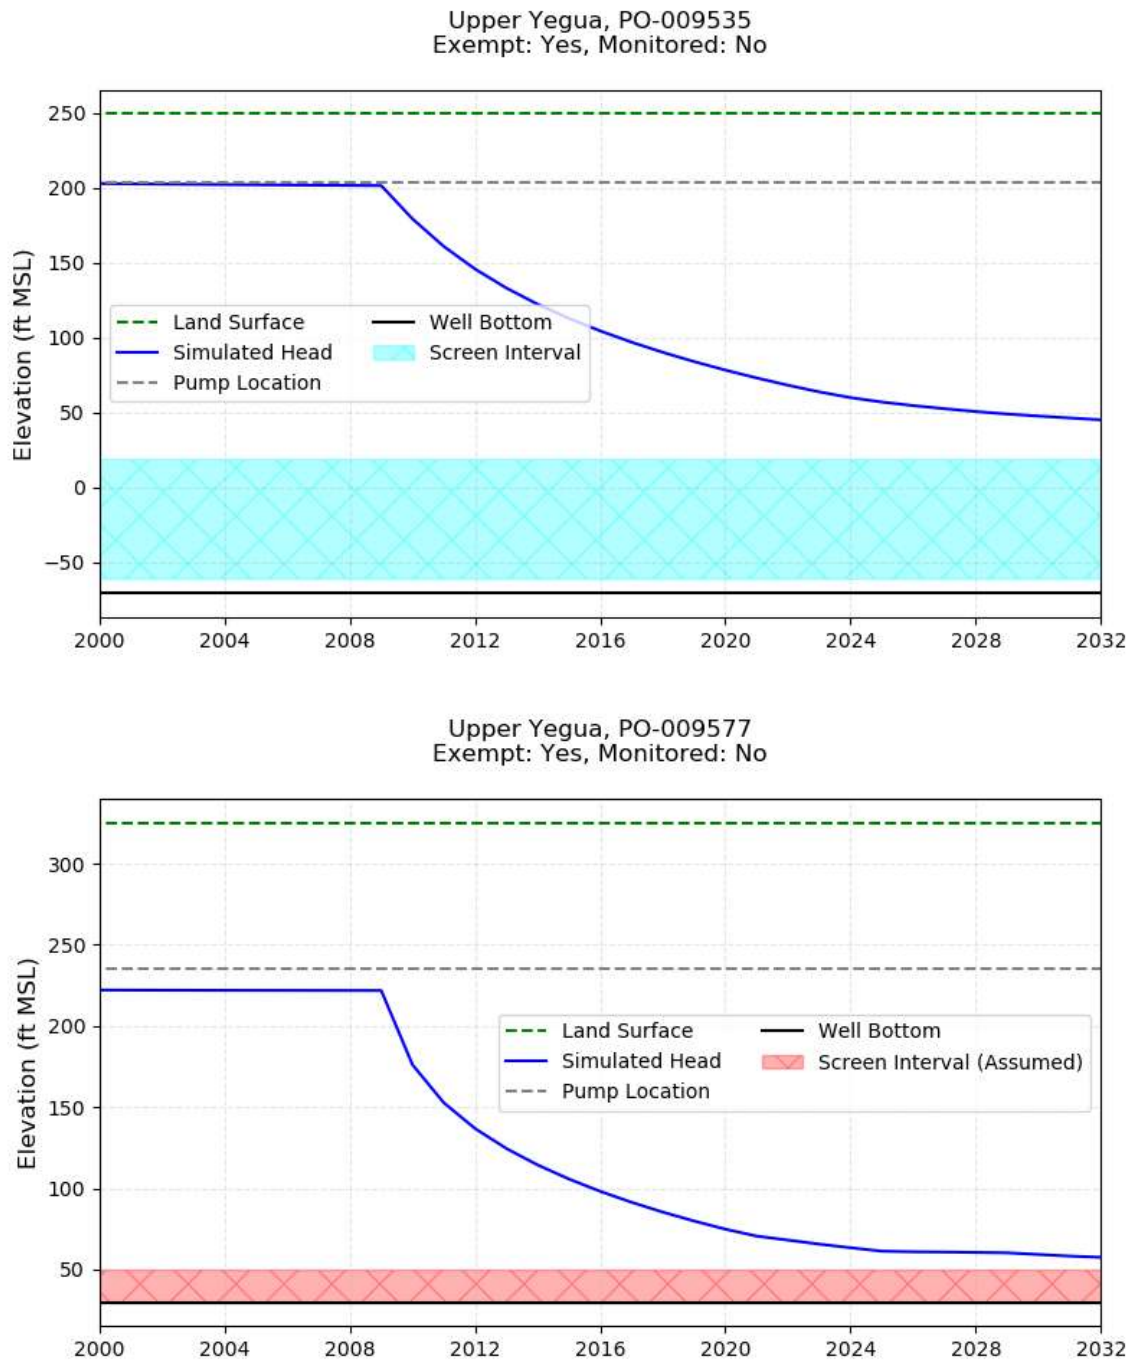 Upper Yegua, PO-009535
Exempt: Yes, Monitored: No
250
200
150
100
50
0
−50
Elevation (ft MSL)
Land Surface
Simulated Head
Pump Location
Well Bottom
Screen Interval
2000 2004 2008 2012 2016 2020 2024 2028 2032
Upper Yegua, PO-009577
Exempt: Yes, Monitored: No
300
250
200
150
100
50
Elevation (ft MSL)
Land Surface
Simulated Head
Pump Location
Well Bottom
Screen Interval (Assumed)
2000 2004 2008 2012 2016 2020 2024 2028 2032